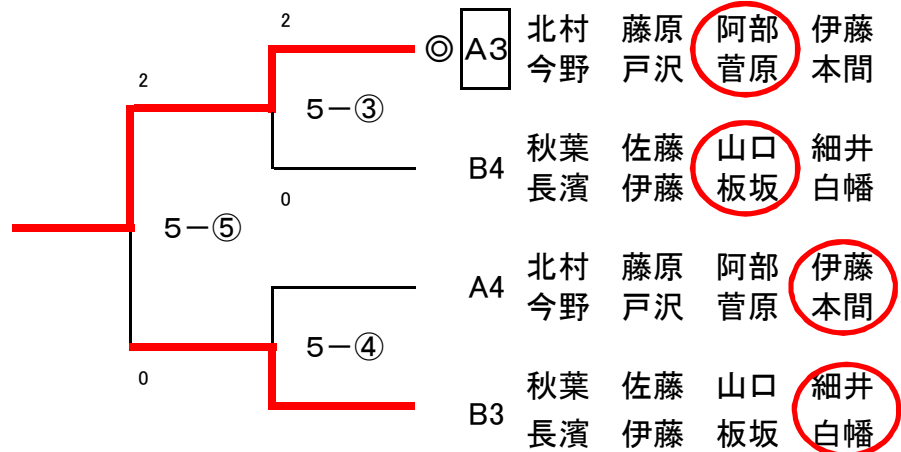 2
◎ A3 北村 藤原 阿部 伊藤
今野 戸沢 菅原 本間
2
5-③
B4 秋葉 佐藤 山口 細井
長濱 伊藤 板坂 白幡
0
5-⑤
A4 北村 藤原 阿部 伊藤
今野 戸沢 菅原 本間
5-④
0
B3 秋葉 佐藤 山口 細井
長濱 伊藤 板坂 白幡